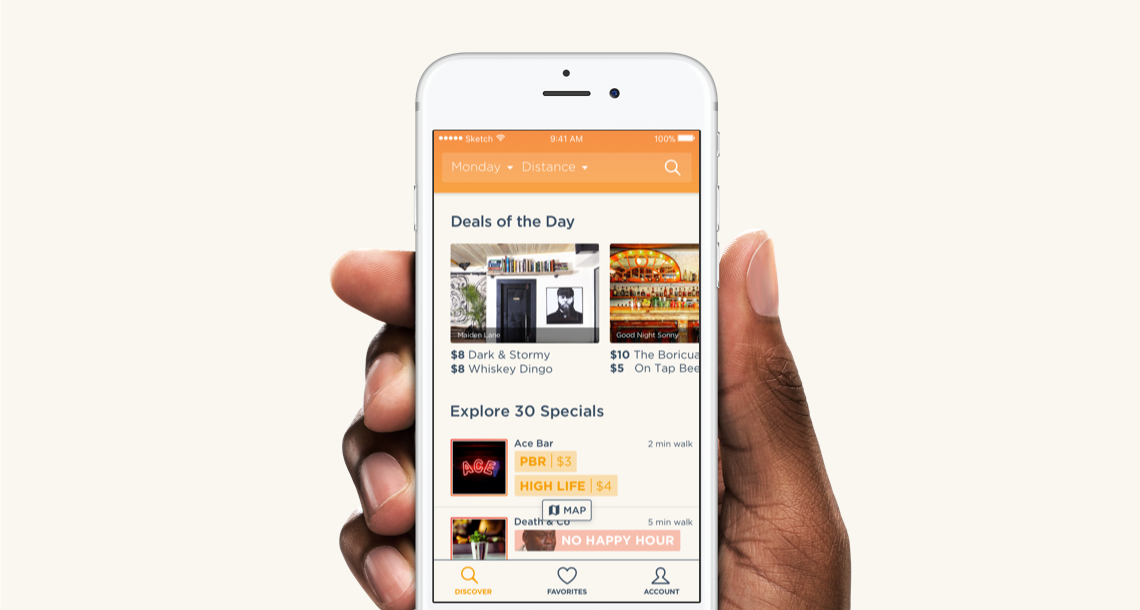 Sketch 9:41 AM 100%
Monday Distance
Deals of the Day
Maiden Lane
Good Night Sonny
$8 Dark & Stormy
$8 Whiskey Dingo
$10 The Boricua
$5 On Tap Bee
Explore 30 Specials
ACE
Ace Bar 2 min walk
PBR $3
HIGH LIFE $4
MAP
Death & Co 5 min walk
NO HAPPY HOUR
DISCOVER FAVORITES ACCOUNT